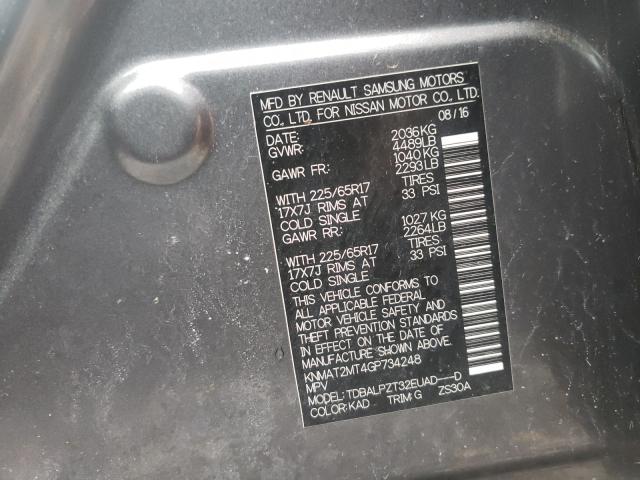 MFD BY RENAULT SAMSUNG MOTORS
CO., LTD. FOR NISSAN MOTOR CO., LTD.
DATE: 08/16
GVWR: 2036KG
4489LB
GAWR FR: 1040KG
2293LB
WITH 225/65R17 TIRES
17X7J RIMS AT 33 PSI
COLD SINGLE
GAWR RR: 1027KG
2264LB
WITH 225/65R17 TIRES
17X7J RIMS AT 33 PSI
COLD SINGLE
THIS VEHICLE CONFORMS TO
ALL APPLICABLE FEDERAL
MOTOR VEHICLE SAFETY AND
THEFT PREVENTION STANDARDS
IN EFFECT ON THE DATE OF
MANUFACTURE SHOWN ABOVE.
KNMAT2MT4GP734248
MPV
MODEL: TDBALPZT32EUAD---D
COLOR: KAD TRIM: G ZS30A